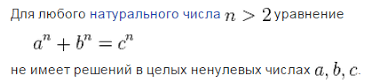 Для любого натурального числа n > 2 уравнение
aⁿ + bⁿ = cⁿ
не имеет решений в целых ненулевых числах a, b, c.